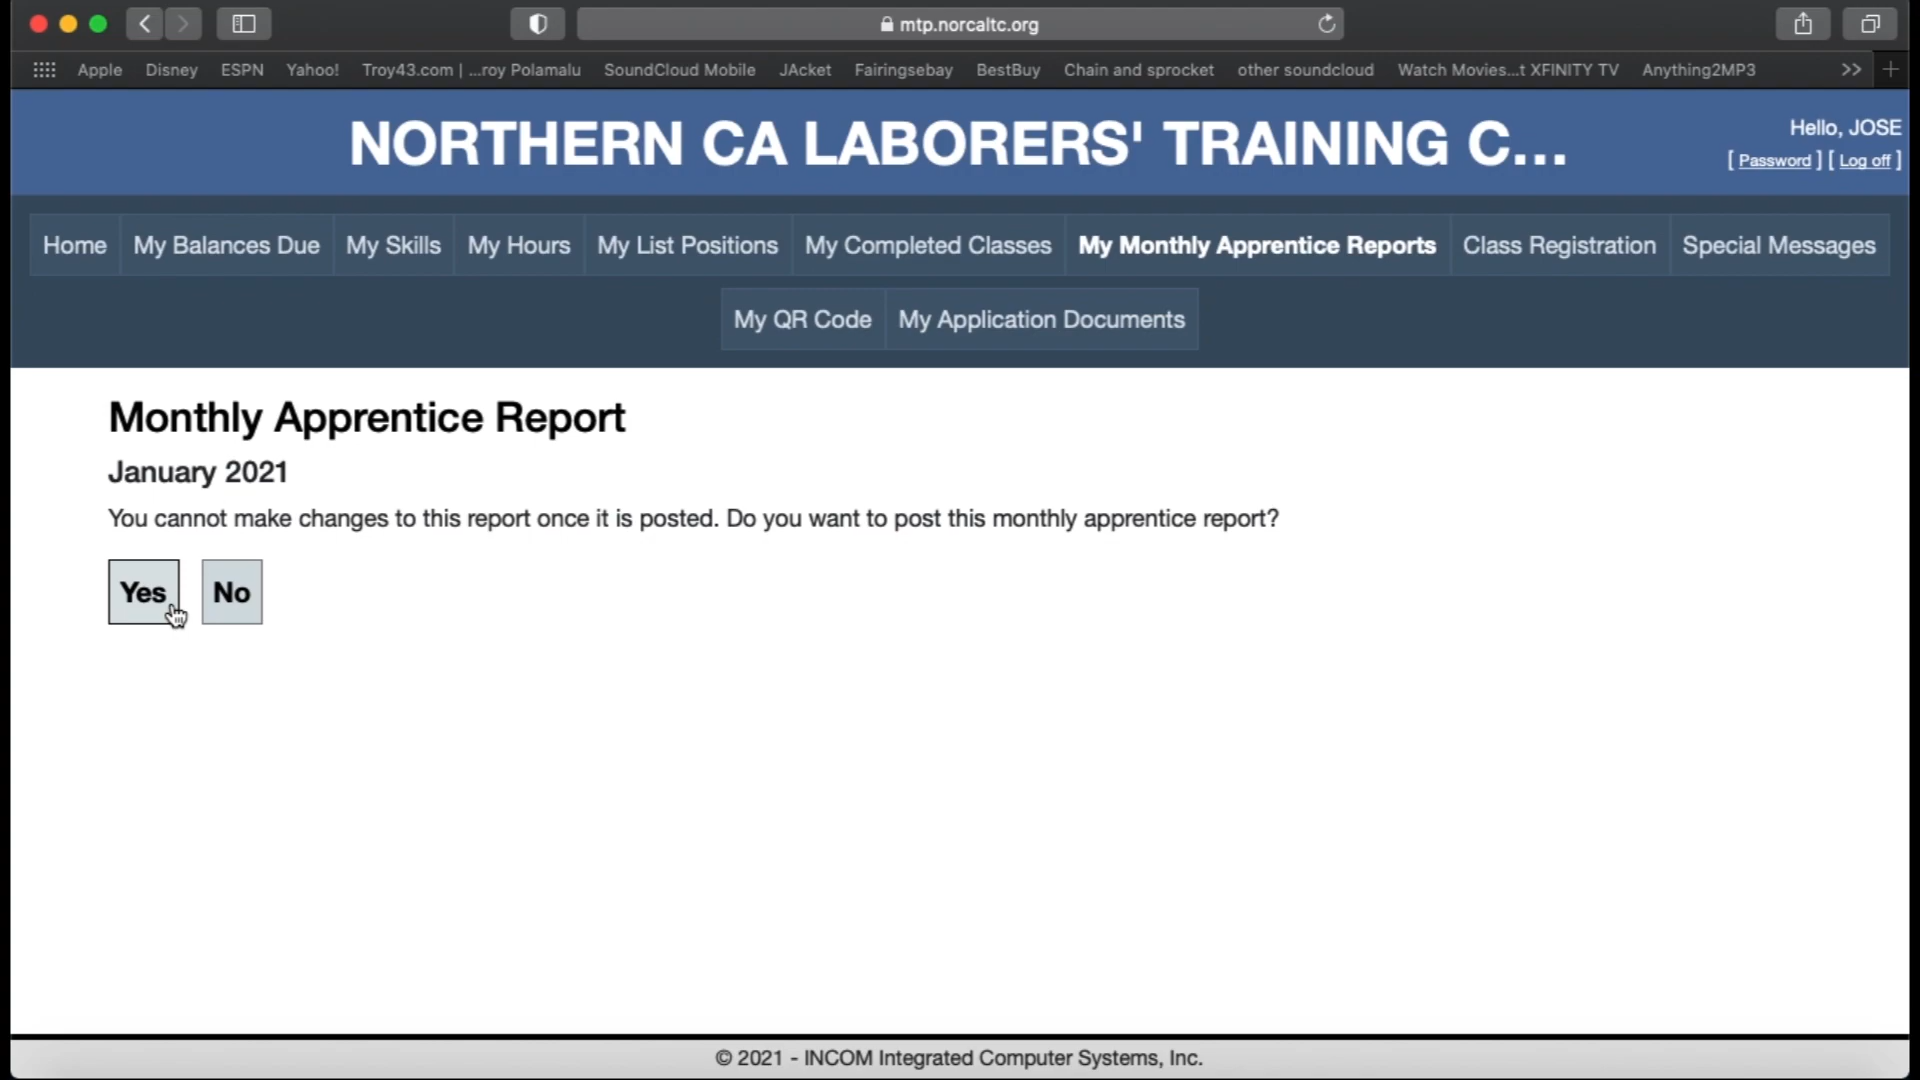 mtp.norcaltc.org
Apple Disney ESPN Yahoo! Troy43.com | ...roy Polamalu SoundCloud Mobile JAcket Fairingsebay BestBuy Chain and sprocket other soundcloud Watch Movies...t XFINITY TV Anything2MP3 >>
NORTHERN CA LABORERS' TRAINING C...
Hello, JOSE
[ Password ] [ Log off ]
Home My Balances Due My Skills My Hours My List Positions My Completed Classes My Monthly Apprentice Reports Class Registration Special Messages
My QR Code My Application Documents
Monthly Apprentice Report
January 2021
You cannot make changes to this report once it is posted. Do you want to post this monthly apprentice report?
Yes No
© 2021 - INCOM Integrated Computer Systems, Inc.